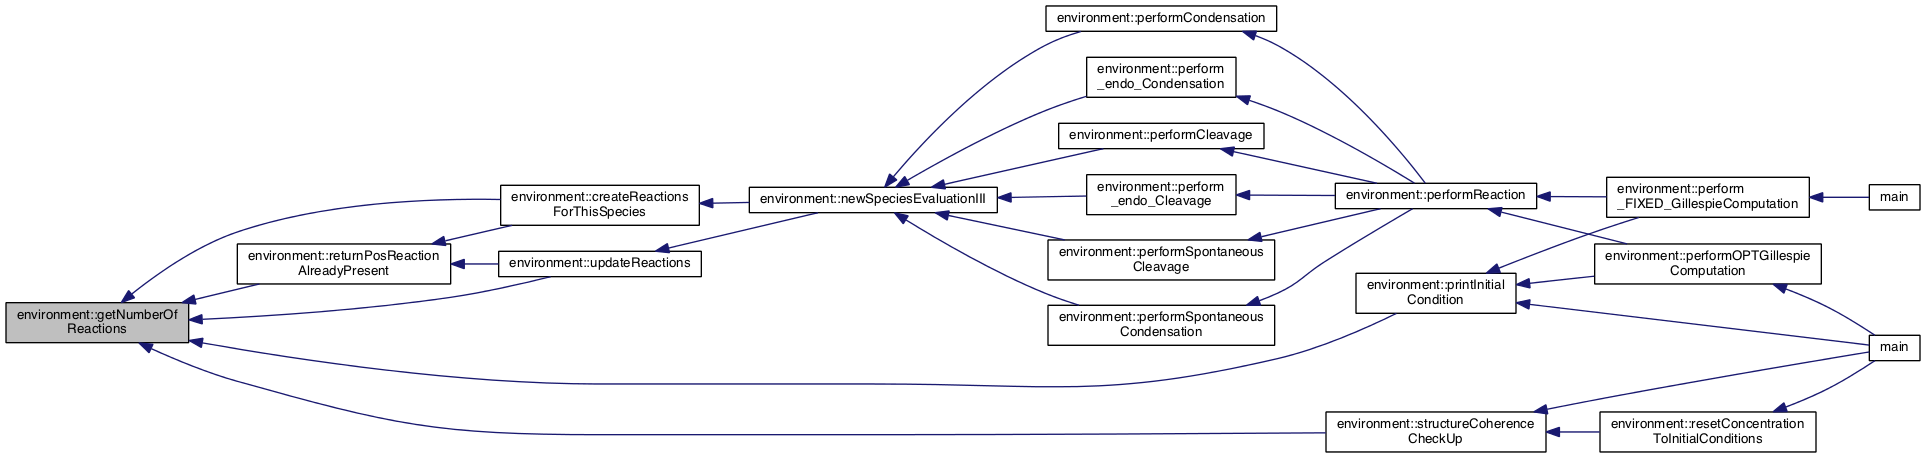 environment::performCondensation
environment::perform
_endo_Condensation
environment::performCleavage
environment::createReactions
ForThisSpecies
environment::newSpeciesEvaluationIII
environment::perform
_endo_Cleavage
environment::performReaction
environment::perform
_FIXED_GillespieComputation
main
environment::returnPosReaction
AlreadyPresent
environment::updateReactions
environment::performSpontaneous
Cleavage
environment::performOPTGillespie
Computation
environment::getNumberOf
Reactions
environment::performSpontaneous
Condensation
environment::printInitial
Condition
main
environment::structureCoherence
CheckUp
environment::resetConcentration
ToInitialConditions